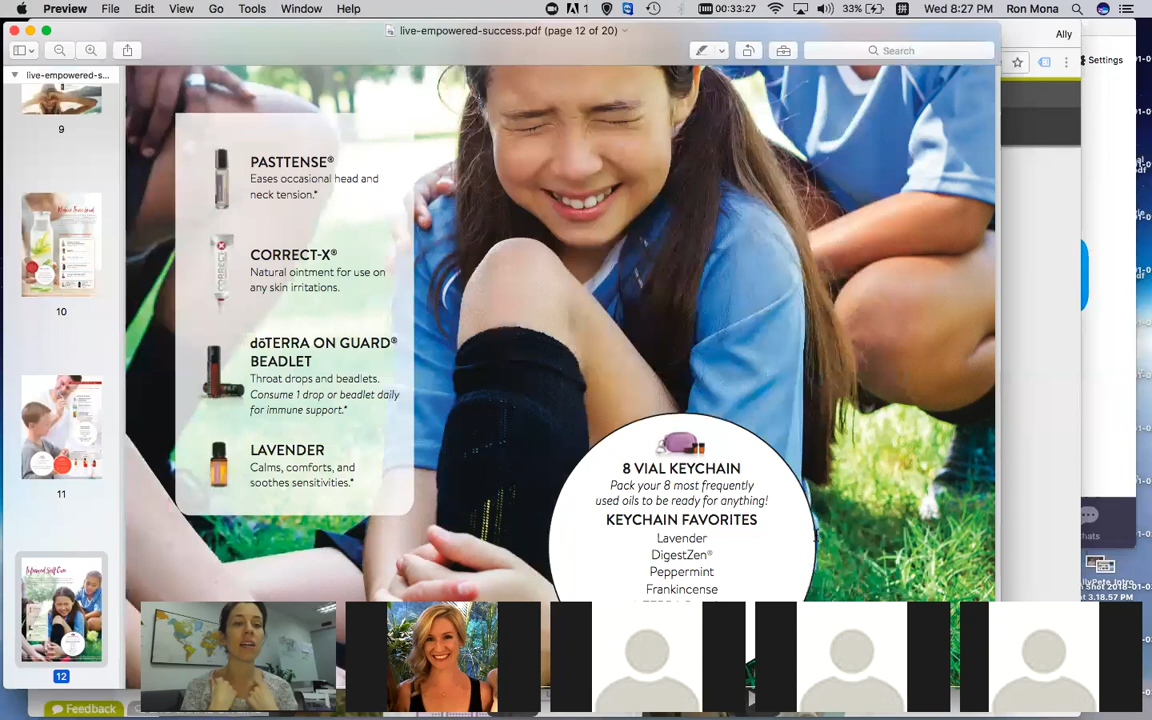 Preview File Edit View Go Tools Window Help
1 00:33:27 33% Wed 8:27 PM Ron Mona
live-empowered-success.pdf (page 12 of 20)
Ally
Search
Settings
live-empowered-s...
9
10
11
12
PASTTENSE®
Eases occasional head and
neck tension.*
CORRECT-X®
Natural ointment for use on
any skin irritations.
dōTERRA ON GUARD®
BEADLET
Throat drops and beadlets.
Consume 1 drop or beadlet daily
for immune support.*
LAVENDER
Calms, comforts, and
soothes sensitivities.*
8 VIAL KEYCHAIN
Pack your 8 most frequently
used oils to be ready for anything!
KEYCHAIN FAVORITES
Lavender
DigestZen®
Peppermint
Frankincense
Chats
Feedback